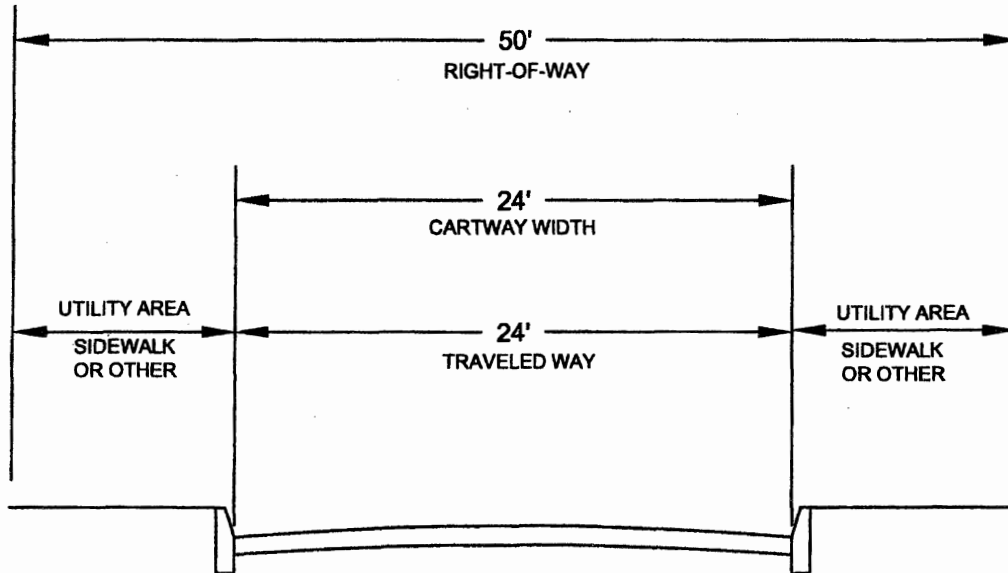 50'
RIGHT-OF-WAY
24'
CARTWAY WIDTH
UTILITY AREA
SIDEWALK
OR OTHER
24'
TRAVELED WAY
UTILITY AREA
SIDEWALK
OR OTHER